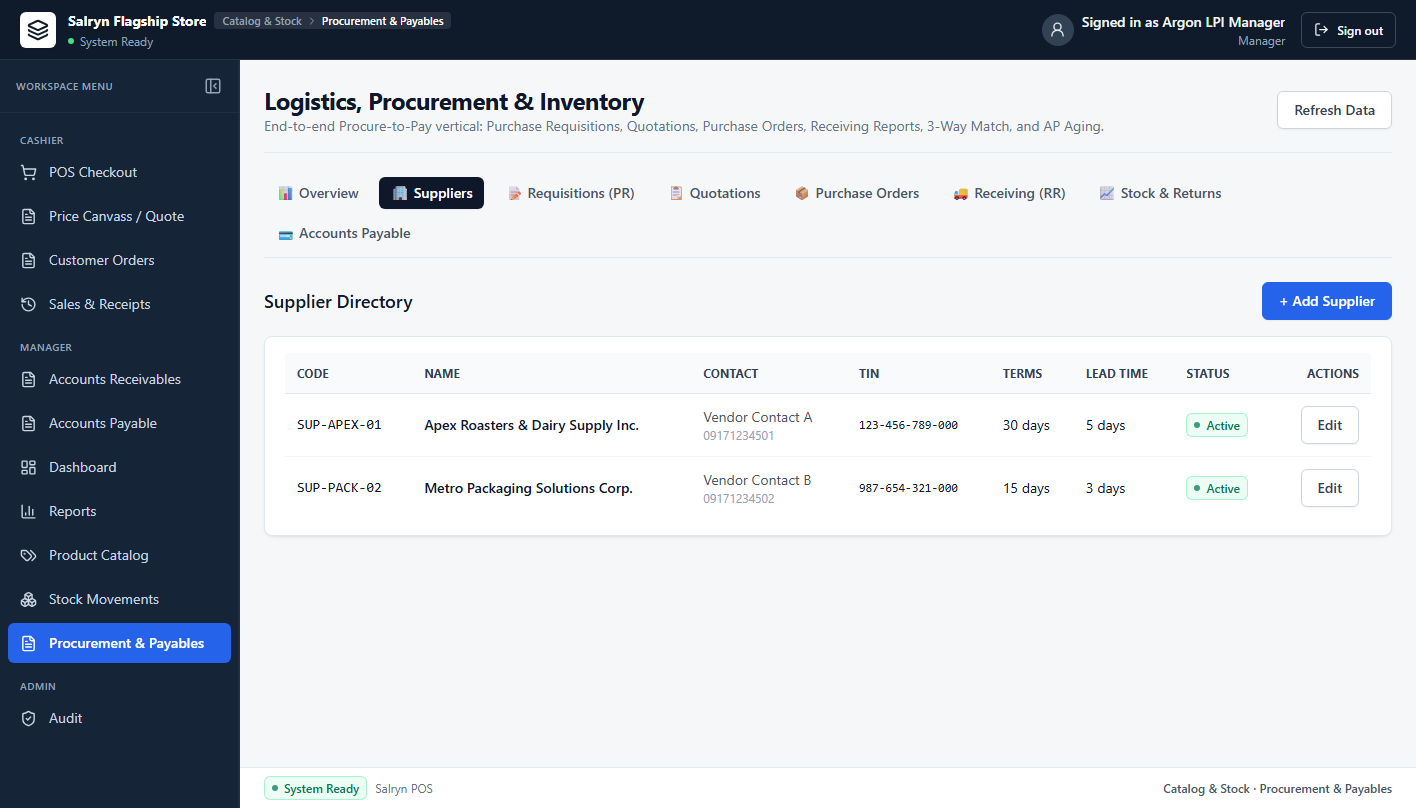 Salryn Flagship Store
Catalog & Stock > Procurement & Payables
System Ready
Signed in as Argon LPI Manager
Manager
Sign out
WORKSPACE MENU
CASHIER
POS Checkout
Price Canvass / Quote
Customer Orders
Sales & Receipts
MANAGER
Accounts Receivables
Accounts Payable
Dashboard
Reports
Product Catalog
Stock Movements
Procurement & Payables
ADMIN
Audit
Logistics, Procurement & Inventory
End-to-end Procure-to-Pay vertical: Purchase Requisitions, Quotations, Purchase Orders, Receiving Reports, 3-Way Match, and AP Aging.
Refresh Data
Overview Suppliers Requisitions (PR) Quotations Purchase Orders Receiving (RR) Stock & Returns
Accounts Payable
Supplier Directory
+ Add Supplier
CODE NAME CONTACT TIN TERMS LEAD TIME STATUS ACTIONS
SUP-APEX-01 Apex Roasters & Dairy Supply Inc. Vendor Contact A 123-456-789-000 30 days 5 days Active Edit
09171234501
SUP-PACK-02 Metro Packaging Solutions Corp. Vendor Contact B 987-654-321-000 15 days 3 days Active Edit
09171234502
System Ready Salryn POS
Catalog & Stock · Procurement & Payables